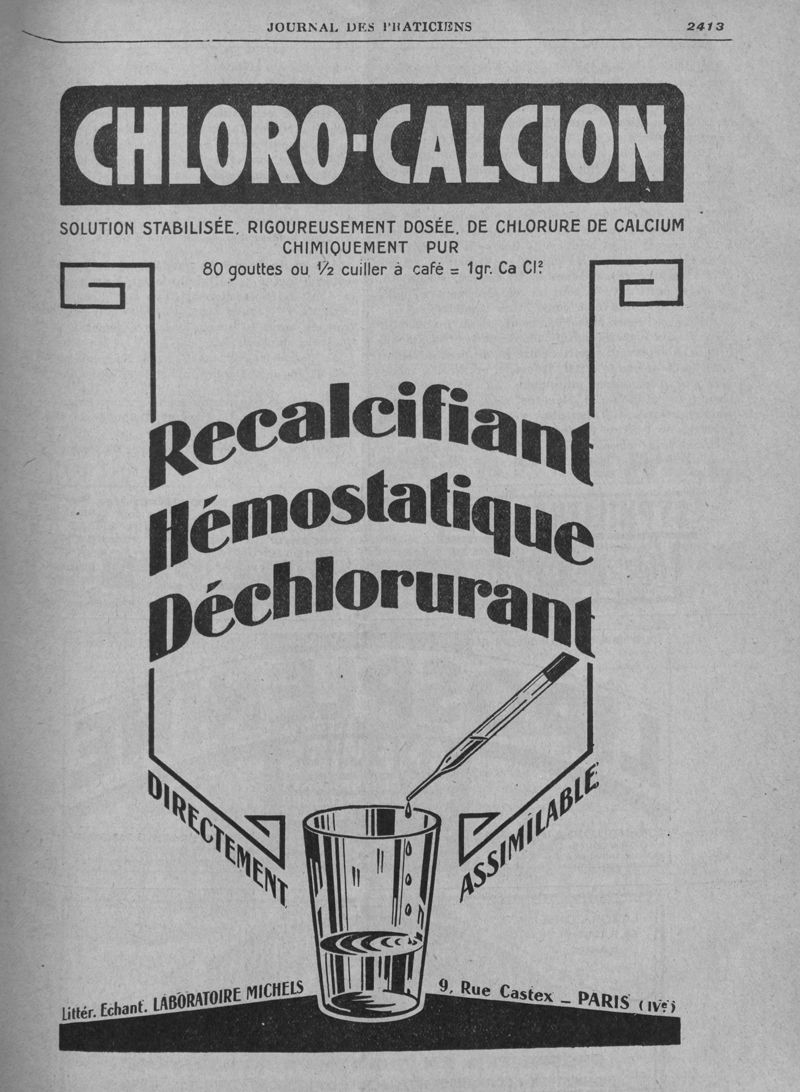 JOURNAL DES PRATICIENS 2413
CHLORO-CALCION
SOLUTION STABILISÉE, RIGOUREUSEMENT DOSÉE, DE CHLORURE DE CALCIUM
CHIMIQUEMENT PUR
80 gouttes ou 1/2 cuiller à café = 1gr. Ca Cl²
Recalcifiant
Hémostatique
Déchlorurant
DIRECTEMENT ASSIMILABLE
Littér. Echant. LABORATOIRE MICHELS 9, Rue Castex _ PARIS (IVe)